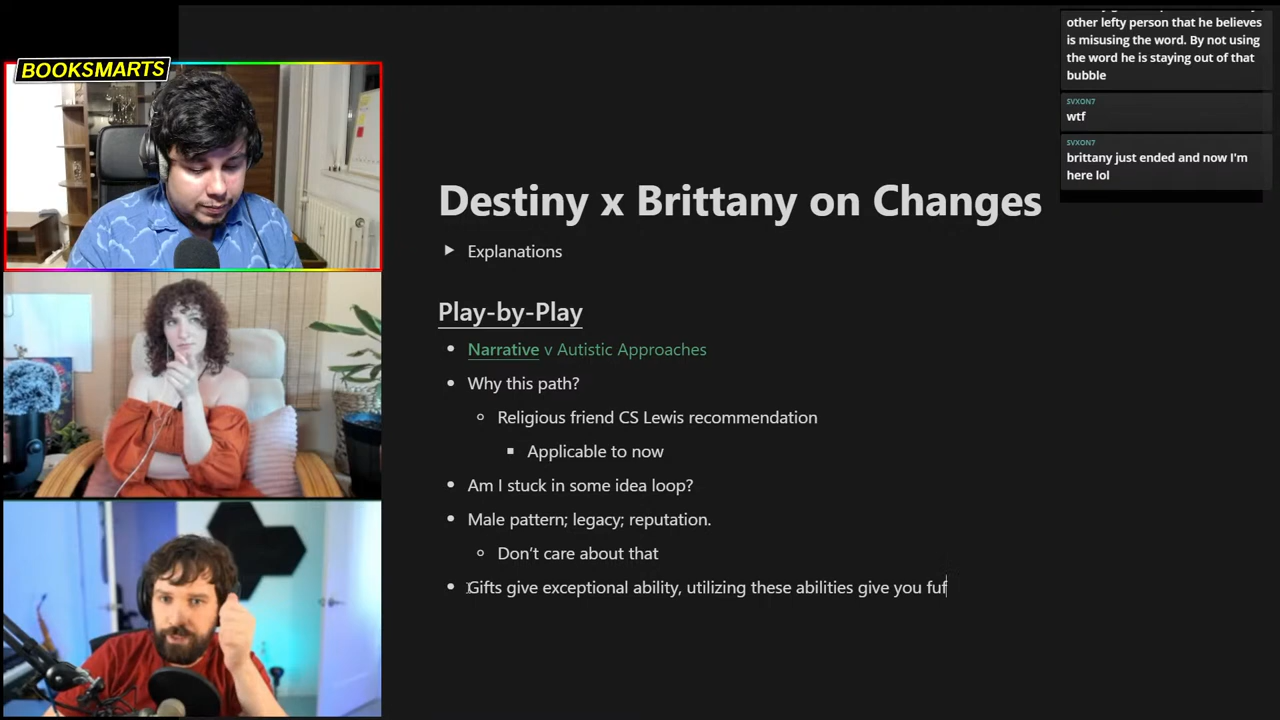 BOOKSMARTS
Destiny x Brittany on Changes
Explanations
Play-by-Play
Narrative v Autistic Approaches
Why this path?
Religious friend CS Lewis recommendation
Applicable to now
Am I stuck in some idea loop?
Male pattern; legacy; reputation.
Don't care about that
Gifts give exceptional ability, utilizing these abilities give you fuf
other lefty person that he believes
is misusing the word. By not using
the word he is staying out of that
bubble
SVXON7
wtf
SVXON7
brittany just ended and now I'm
here lol